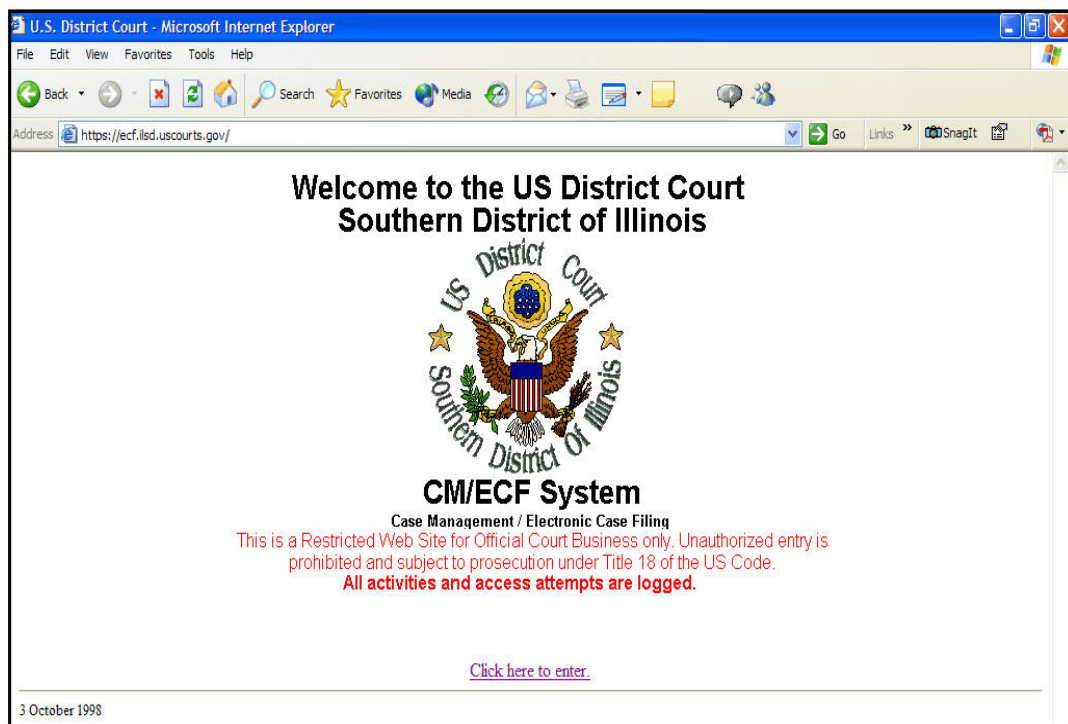 U.S. District Court - Microsoft Internet Explorer
File Edit View Favorites Tools Help
Back Search Favorites Media
Address https://ecf.ilsd.uscourts.gov/ Go Links » SnagIt
Welcome to the US District Court
Southern District of Illinois
US District Court
Southern District Of Illinois
CM/ECF System
Case Management / Electronic Case Filing
This is a Restricted Web Site for Official Court Business only. Unauthorized entry is
prohibited and subject to prosecution under Title 18 of the US Code.
All activities and access attempts are logged.
Click here to enter.
3 October 1998